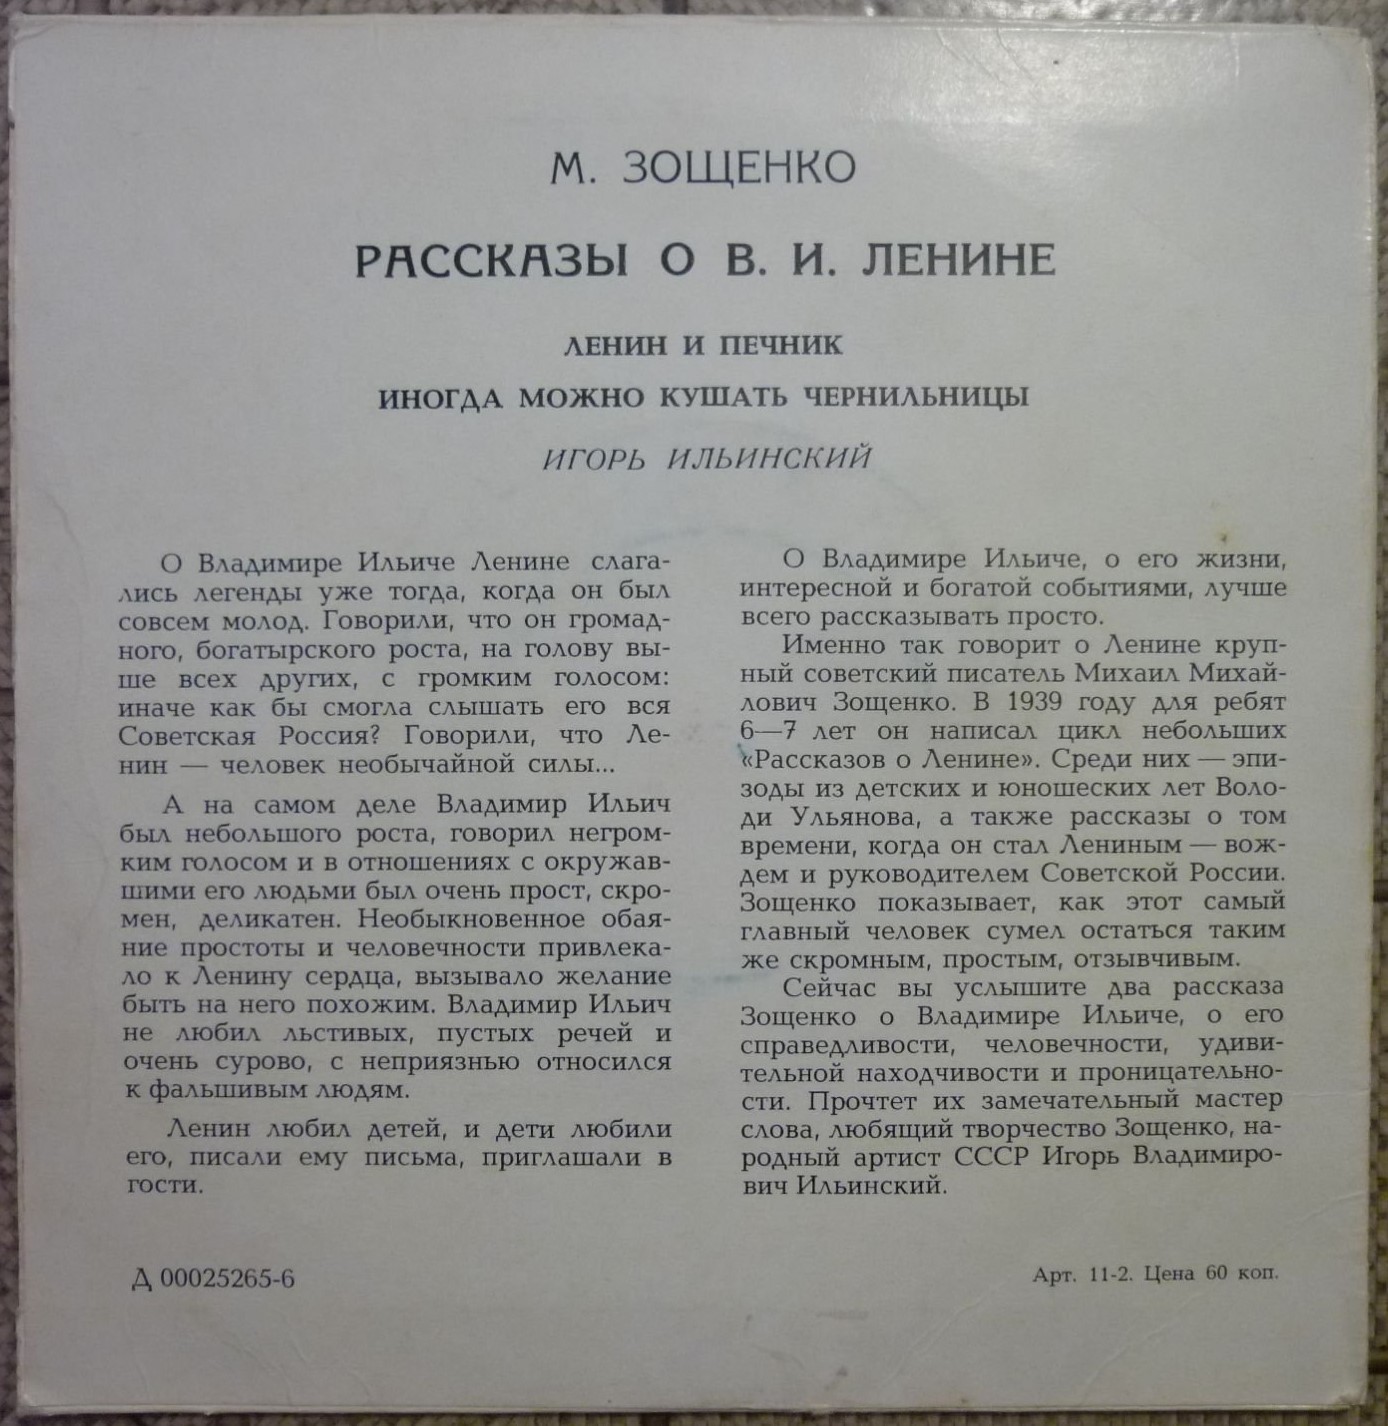 М. ЗОЩЕНКО
РАССКАЗЫ О В. И. ЛЕНИНЕ
ЛЕНИН И ПЕЧНИК
ИНОГДА МОЖНО КУШАТЬ ЧЕРНИЛЬНИЦЫ
ИГОРЬ ИЛЬИНСКИЙ
О Владимире Ильиче Ленине слага-
лись легенды уже тогда, когда он был
совсем молод. Говорили, что он громад-
ного, богатырского роста, на голову вы-
ше всех других, с громким голосом:
иначе как бы смогла слышать его вся
Советская Россия? Говорили, что Ле-
нин — человек необычайной силы...
А на самом деле Владимир Ильич
был небольшого роста, говорил негром-
ким голосом и в отношениях с окружав-
шими его людьми был очень прост, скро-
мен, деликатен. Необыкновенное обая-
ние простоты и человечности привлека-
ло к Ленину сердца, вызывало желание
быть на него похожим. Владимир Ильич
не любил льстивых, пустых речей и
очень сурово, с неприязнью относился
к фальшивым людям.
Ленин любил детей, и дети любили
его, писали ему письма, приглашали в
гости.
О Владимире Ильиче, о его жизни,
интересной и богатой событиями, лучше
всего рассказывать просто.
Именно так говорит о Ленине круп-
ный советский писатель Михаил Михай-
лович Зощенко. В 1939 году для ребят
6—7 лет он написал цикл небольших
«Рассказов о Ленине». Среди них — эпи-
зоды из детских и юношеских лет Воло-
ди Ульянова, а также рассказы о том
времени, когда он стал Лениным — вож-
дем и руководителем Советской России.
Зощенко показывает, как этот самый
главный человек сумел остаться таким
же скромным, простым, отзывчивым.
Сейчас вы услышите два рассказа
Зощенко о Владимире Ильиче, о его
справедливости, человечности, удиви-
тельной находчивости и проницательно-
сти. Прочтет их замечательный мастер
слова, любящий творчество Зощенко, на-
родный артист СССР Игорь Владимиро-
вич Ильинский.
Д 00025265-6
Арт. 11-2. Цена 60 коп.